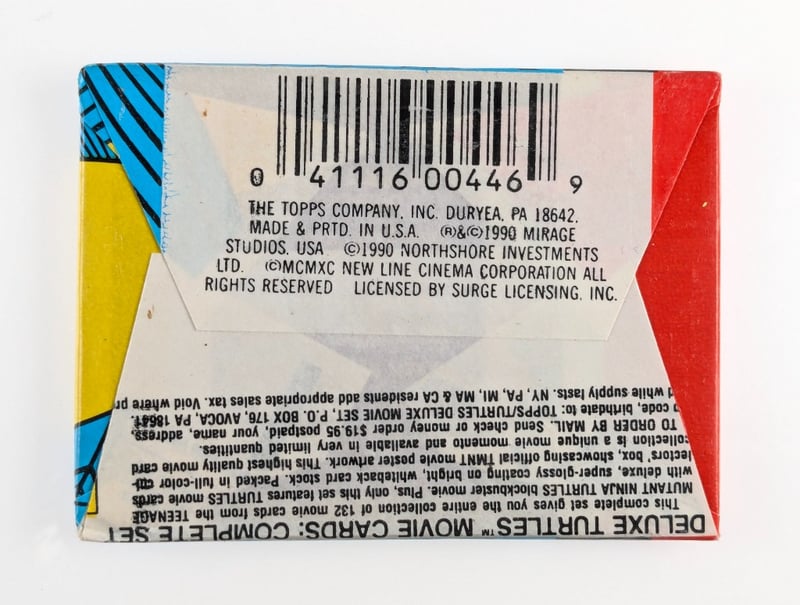 0 41116 00446 9
THE TOPPS COMPANY, INC. DURYEA, PA 18642.
MADE & PRTD. IN U.S.A. ®&©1990 MIRAGE
STUDIOS, USA ©1990 NORTHSHORE INVESTMENTS
LTD. ©MCMXC NEW LINE CINEMA CORPORATION ALL
RIGHTS RESERVED LICENSED BY SURGE LICENSING, INC.
DELUXE TURTLES™ MOVIE CARDS: COMPLETE SET
This complete set gives you the entire collection of 132 movie cards from the TEENAGE
MUTANT NINJA TURTLES blockbuster movie. Plus, only this set features TURTLES movie cards
with deluxe, super-glossy coating on bright, whiteback card stock. Packed in full-color
lectors' box, showcasing official TMNT movie poster artwork. This highest quality movie card
collection is a unique movie momento and available in very limited quantities.
TO ORDER BY MAIL. Send check or money order $19.95 postpaid, your name, address,
code, birthdate to: TOPPS/TURTLES DELUXE MOVIE SET, P.O. BOX 176, AVOCA, PA 18641
while supply lasts. NY, PA, MI, MA & CA residents add appropriate sales tax. Void where pr